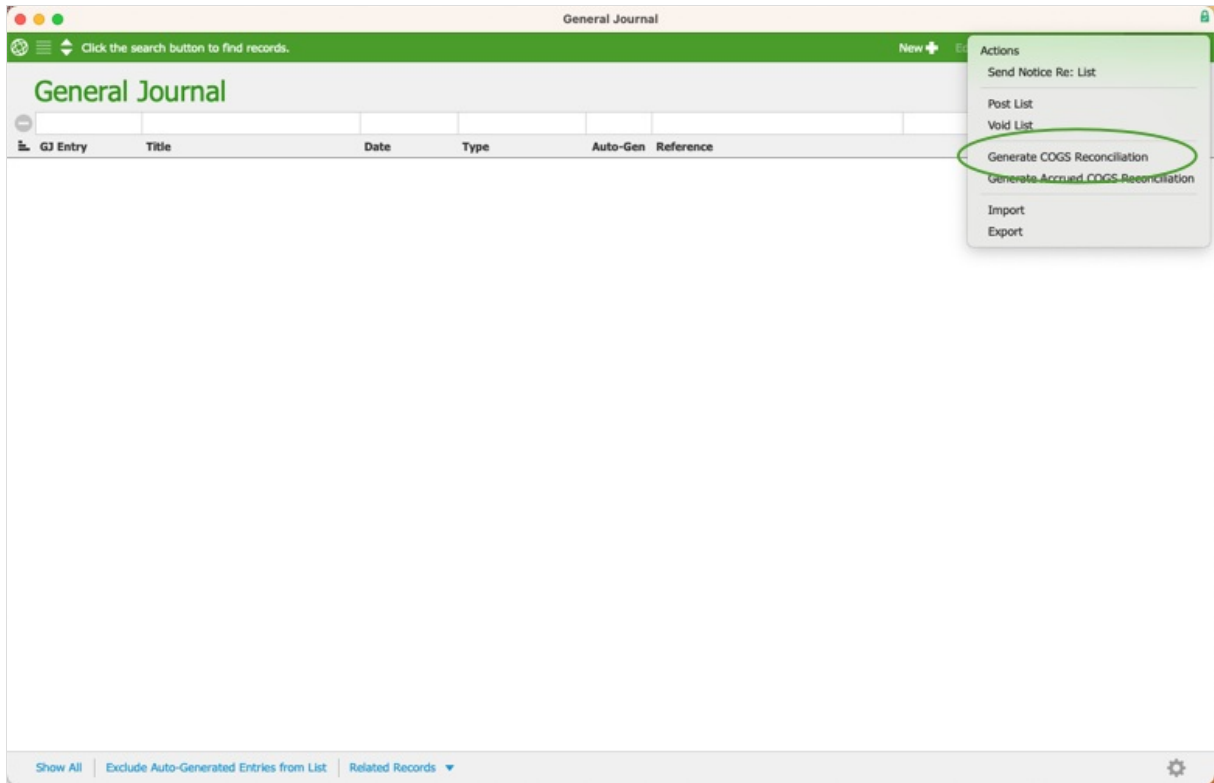 General Journal
Click the search button to find records.
New
Actions
Send Notice Re: List
Post List
Void List
Generate COGS Reconciliation
Generate Accrued COGS Reconciliation
Import
Export
General Journal
GJ Entry Title Date Type Auto-Gen Reference
Show All Exclude Auto-Generated Entries from List Related Records